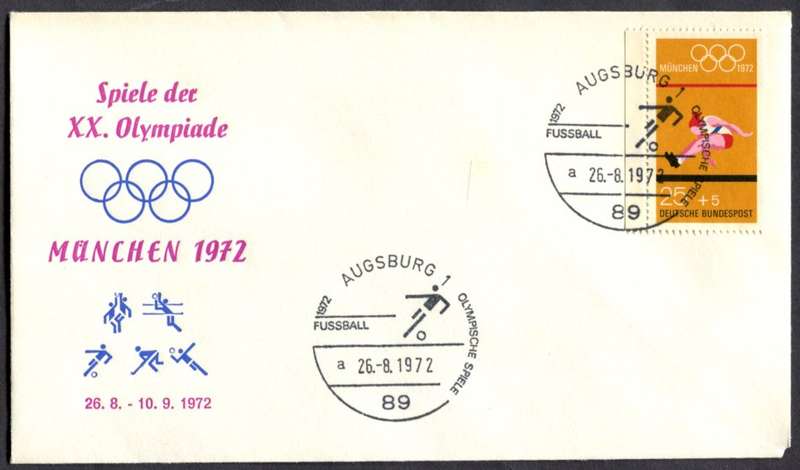 Spiele der
XX. Olympiade
MÜNCHEN 1972
26. 8. - 10. 9. 1972
AUGSBURG 1
1972
FUSSBALL
OLYMPISCHE SPIELE
a 26.-8.1972
89
MÜNCHEN 1972
25 +5
DEUTSCHE BUNDESPOST
AUGSBURG 1
1972
FUSSBALL
OLYMPISCHE SPIELE
a 26.-8.1972
89